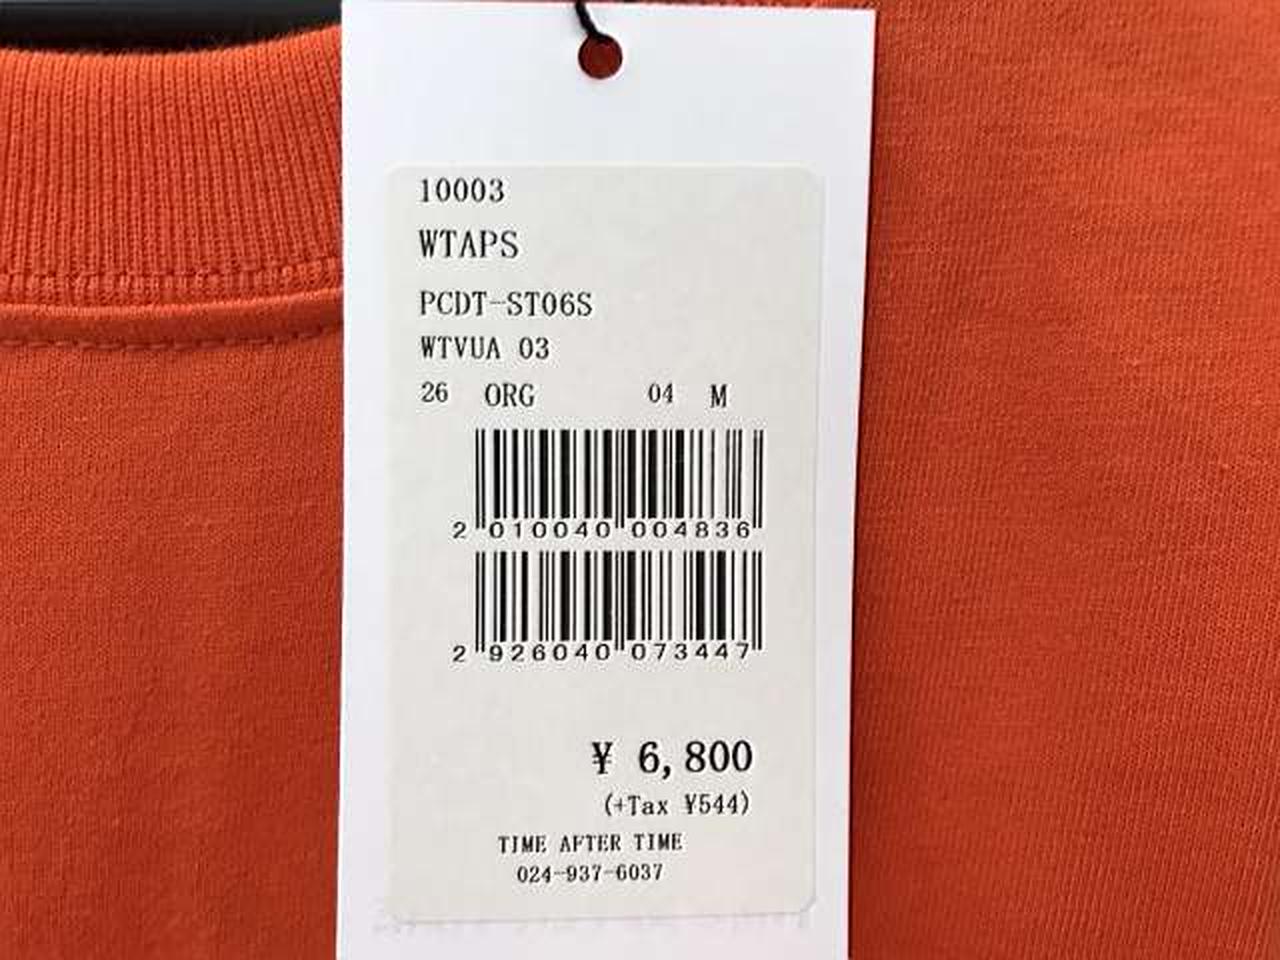 10003
WTAPS
PCDT-ST06S
WTVUA 03
26 ORG 04 M
2 010040 004836
2 926040 073447
¥ 6,800
(+Tax ¥544)
TIME AFTER TIME
024-937-6037